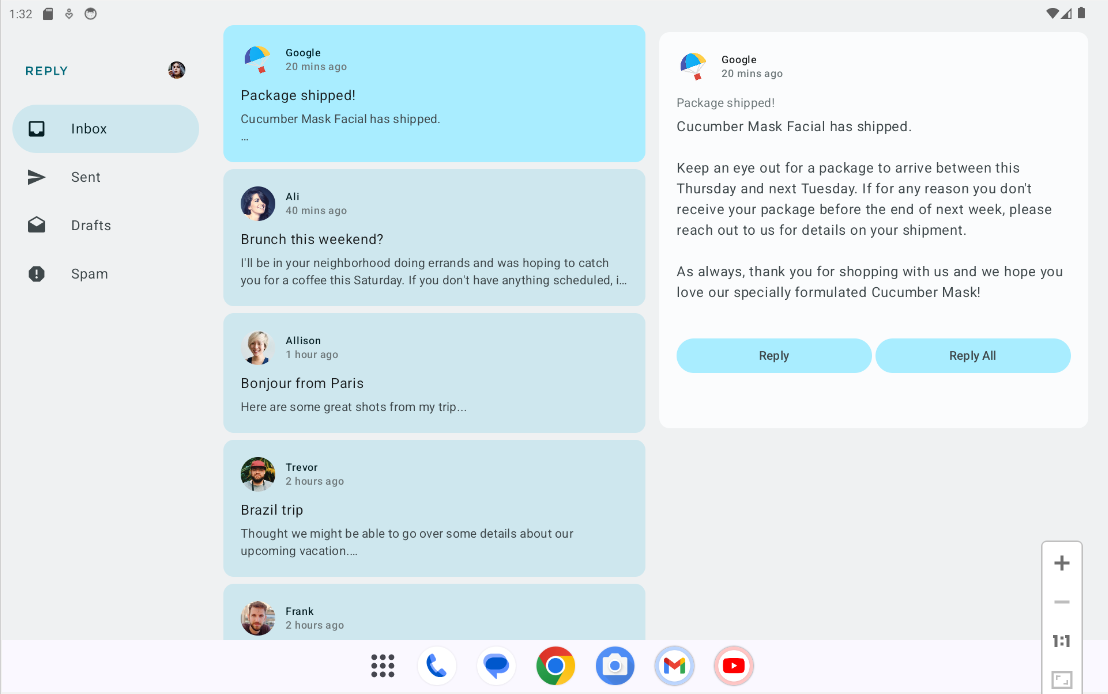 1:32
REPLY
Inbox
Sent
Drafts
Spam
Google
20 mins ago
Package shipped!
Cucumber Mask Facial has shipped.
…
Ali
40 mins ago
Brunch this weekend?
I'll be in your neighborhood doing errands and was hoping to catch
you for a coffee this Saturday. If you don't have anything scheduled, i…
Allison
1 hour ago
Bonjour from Paris
Here are some great shots from my trip...
Trevor
2 hours ago
Brazil trip
Thought we might be able to go over some details about our
upcoming vacation.…
Frank
2 hours ago
Google
20 mins ago
Package shipped!
Cucumber Mask Facial has shipped.
Keep an eye out for a package to arrive between this
Thursday and next Tuesday. If for any reason you don't
receive your package before the end of next week, please
reach out to us for details on your shipment.
As always, thank you for shopping with us and we hope you
love our specially formulated Cucumber Mask!
Reply
Reply All
1:1